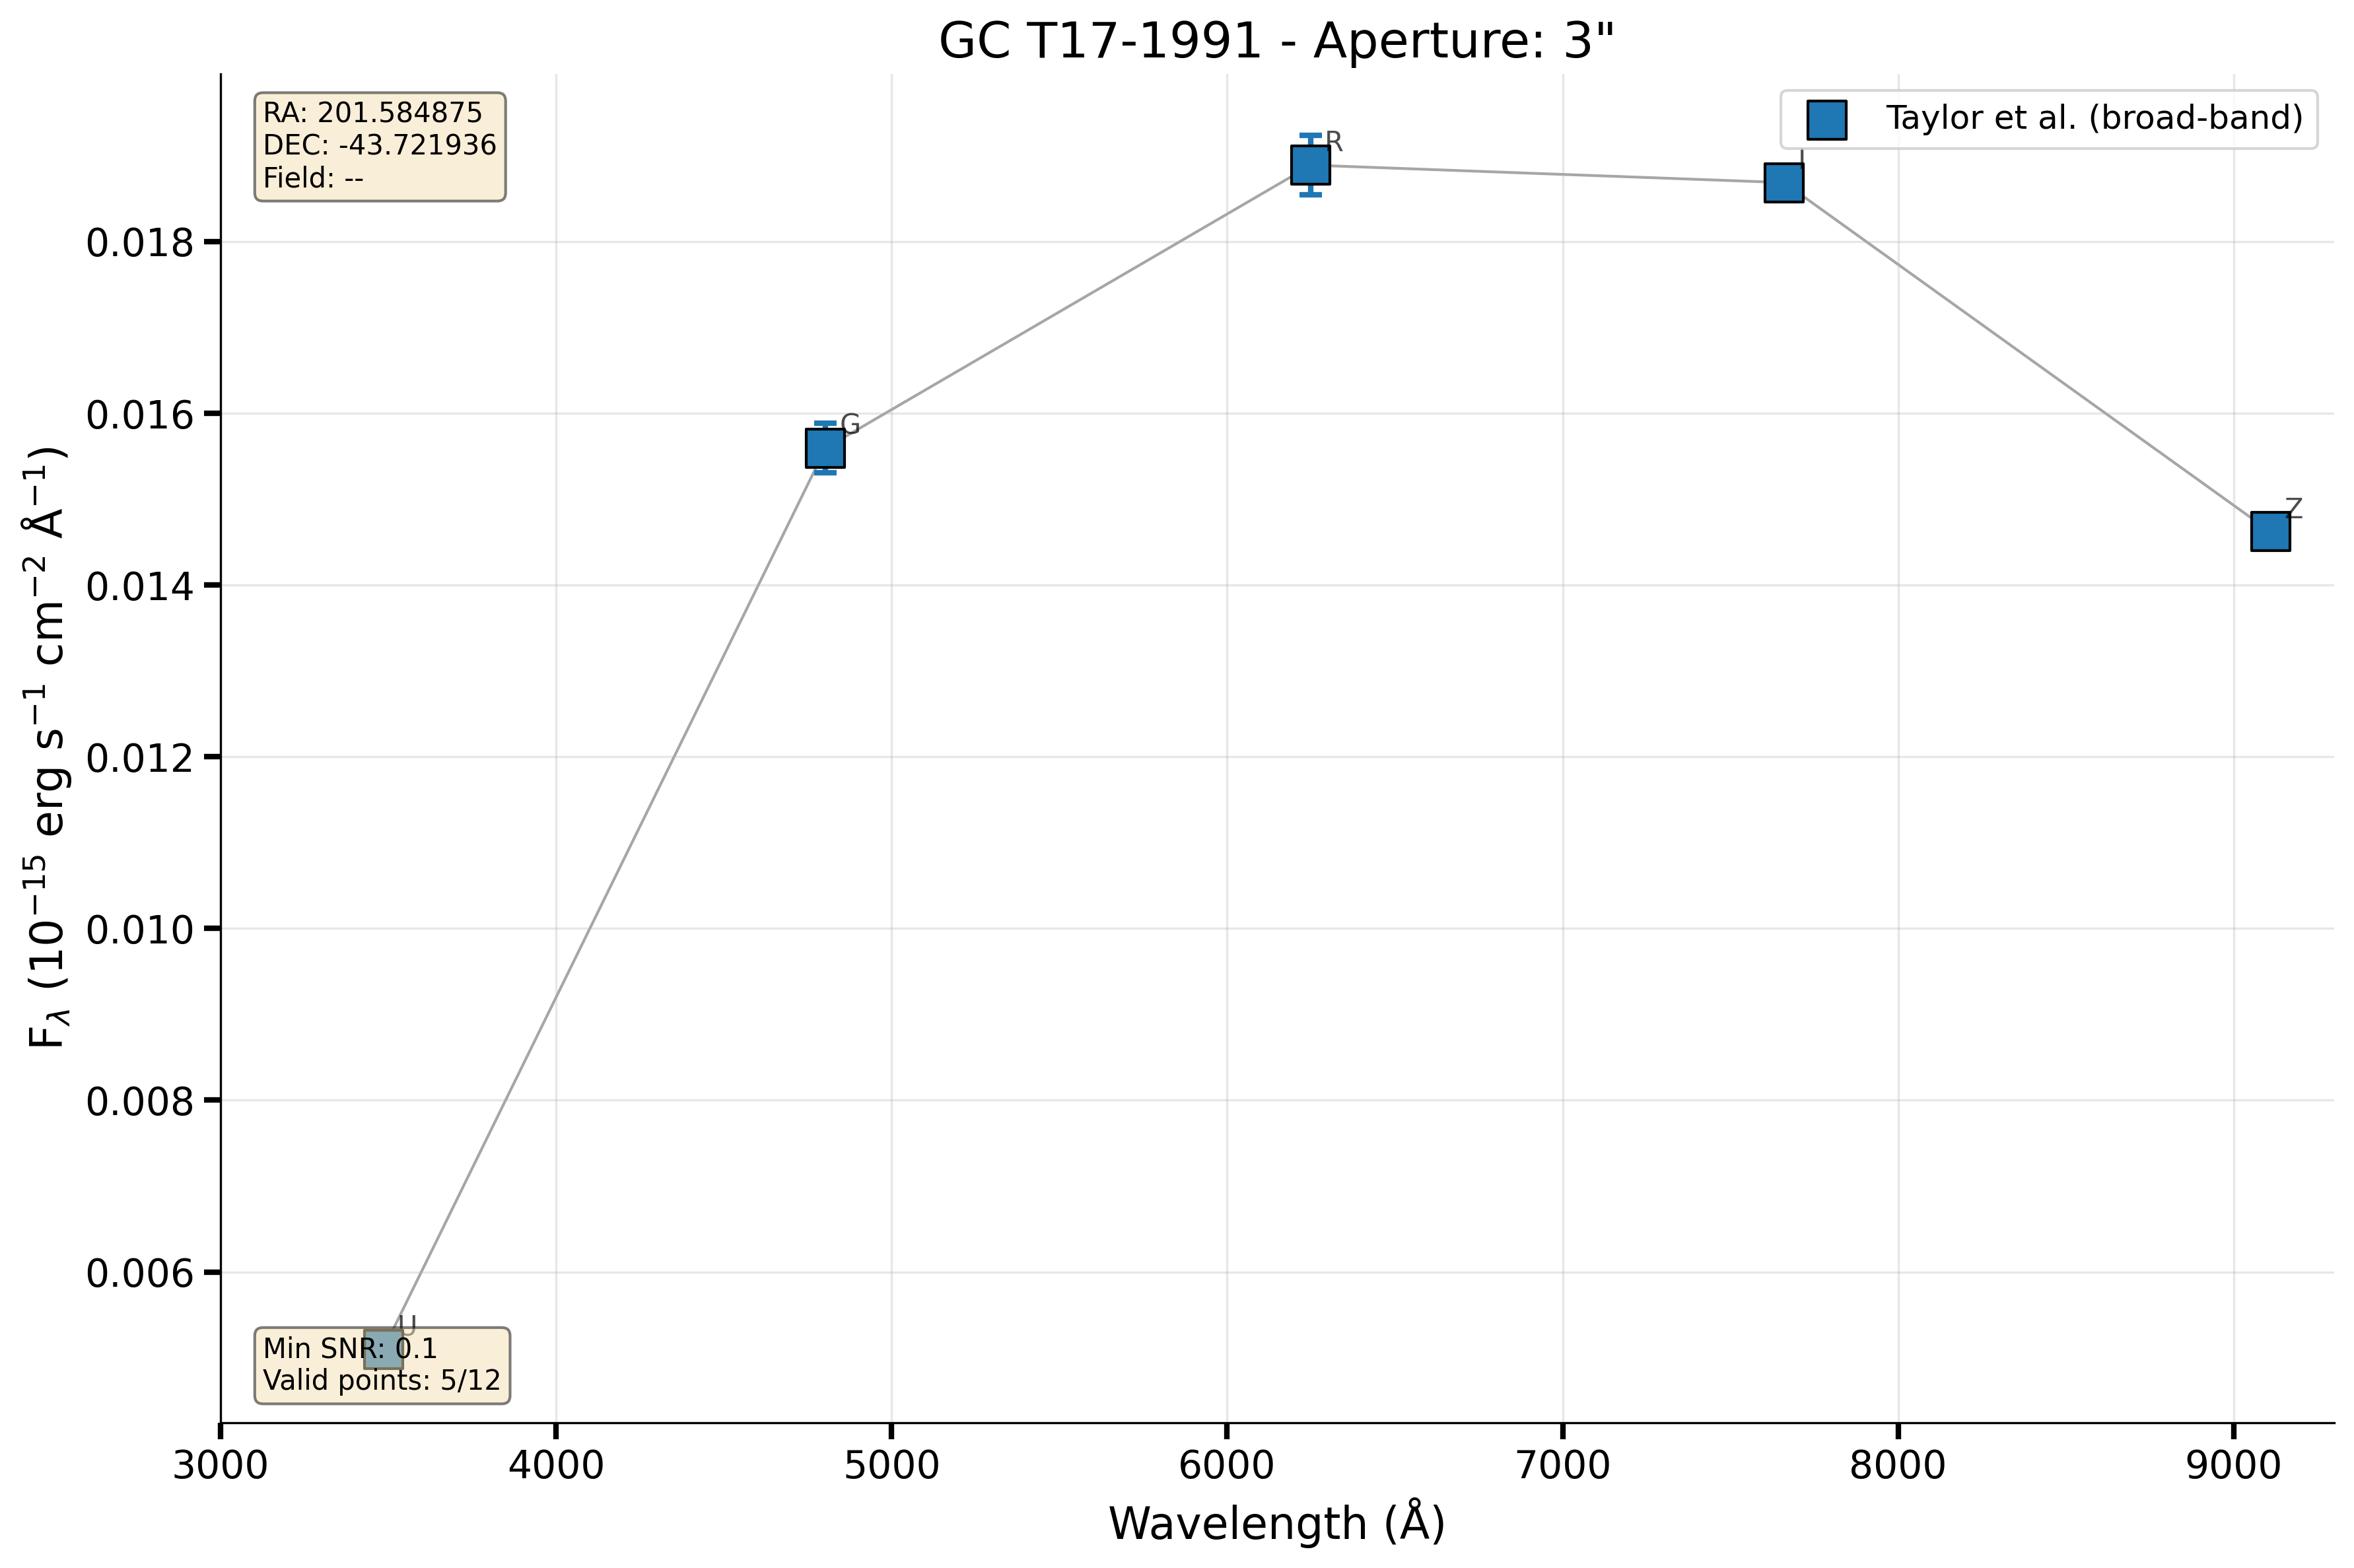 GC T17-1991 - Aperture: 3"
RA: 201.584875
DEC: -43.721936
Field: --
Taylor et al. (broad-band)
R
G
Z
U
Min SNR: 0.1
Valid points: 5/12
0.018
0.016
0.014
0.012
0.010
0.008
0.006
F_λ (10⁻¹⁵ erg s⁻¹ cm⁻² Å⁻¹)
3000 4000 5000 6000 7000 8000 9000
Wavelength (Å)